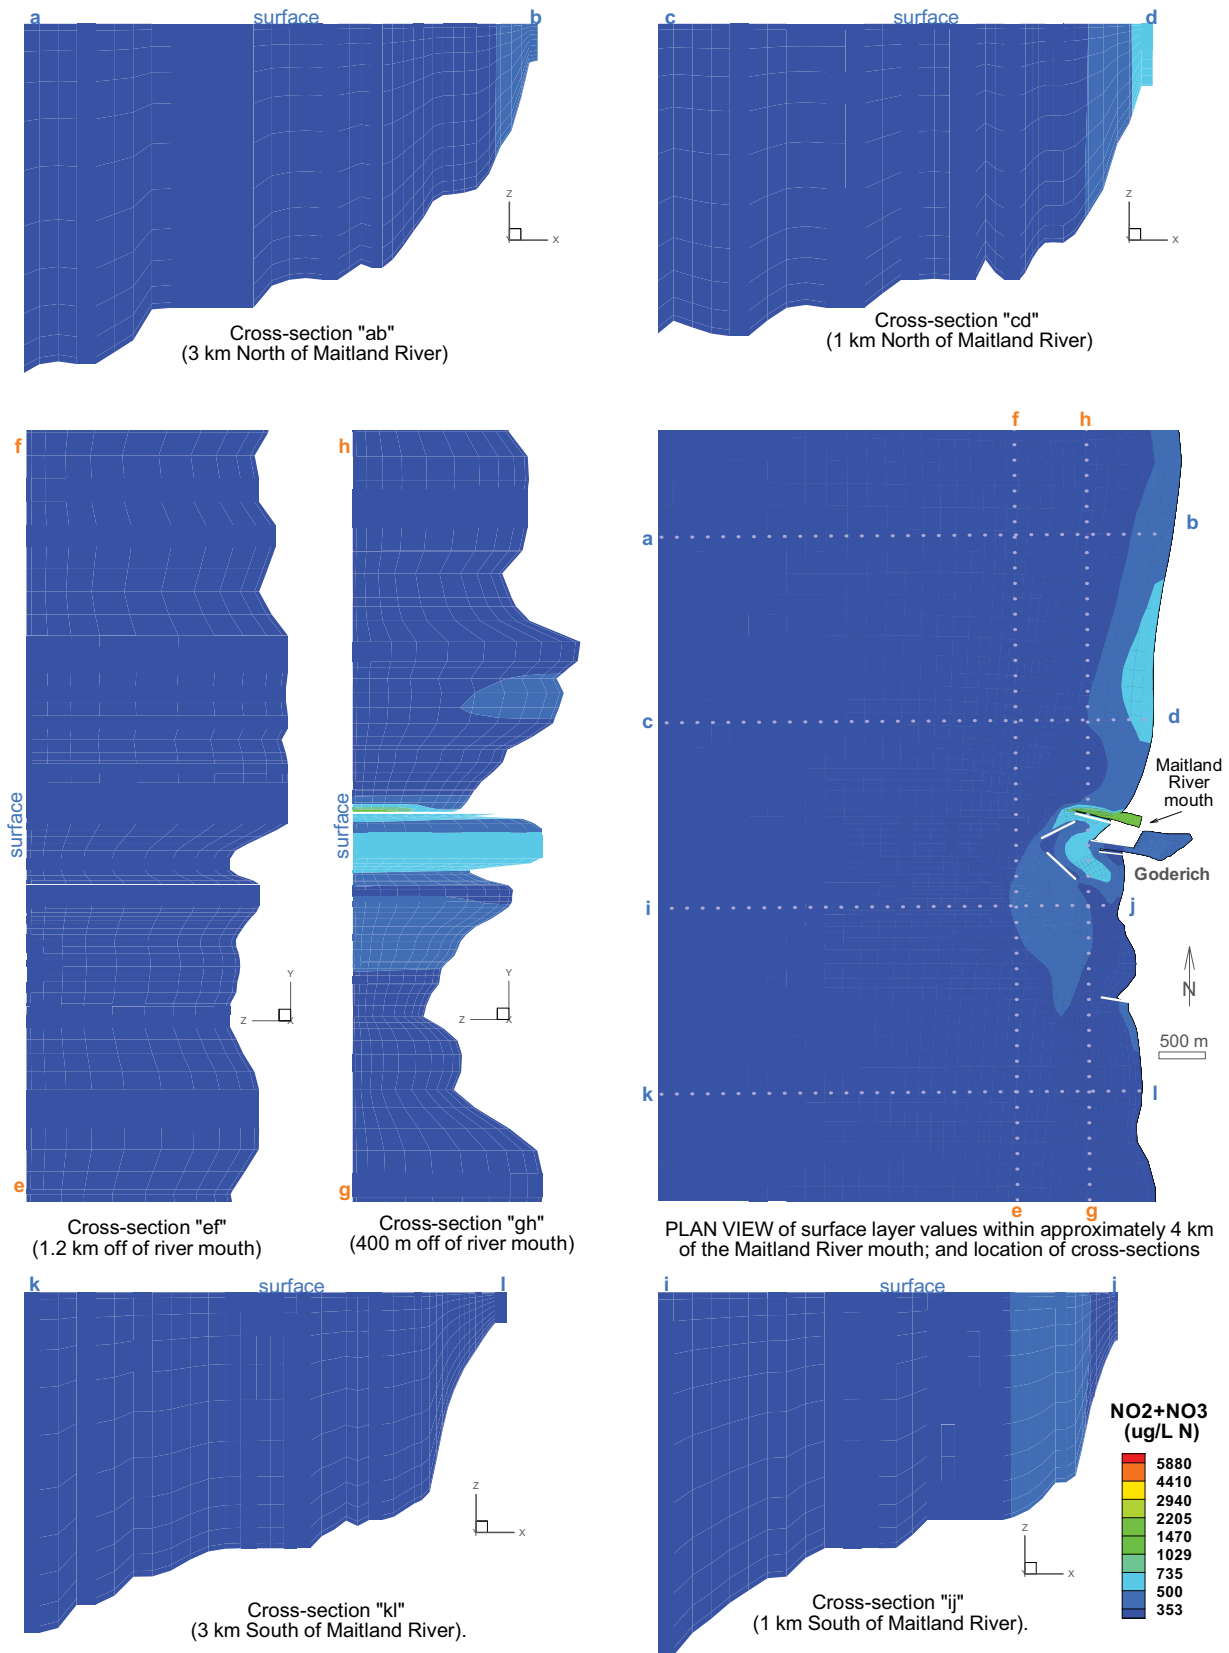 a surface b
c surface d
Z
X
Y
Z
X
Y
Cross-section "ab"
(3 km North of Maitland River)
Cross-section "cd"
(1 km North of Maitland River)
f
surface
e
Y
Z
X
Cross-section "ef"
(1.2 km off of river mouth)
h
surface
g
Y
Z
X
Cross-section "gh"
(400 m off of river mouth)
f h
a b
c d
Maitland
River
mouth
Goderich
i j
N
500 m
k l
e g
PLAN VIEW of surface layer values within approximately 4 km
of the Maitland River mouth; and location of cross-sections
k surface l
Z
X
Y
Cross-section "kl"
(3 km South of Maitland River).
i surface j
Z
X
Y
Cross-section "ij"
(1 km South of Maitland River).
NO2+NO3
(ug/L N)
5880
4410
2940
2205
1470
1029
735
500
353